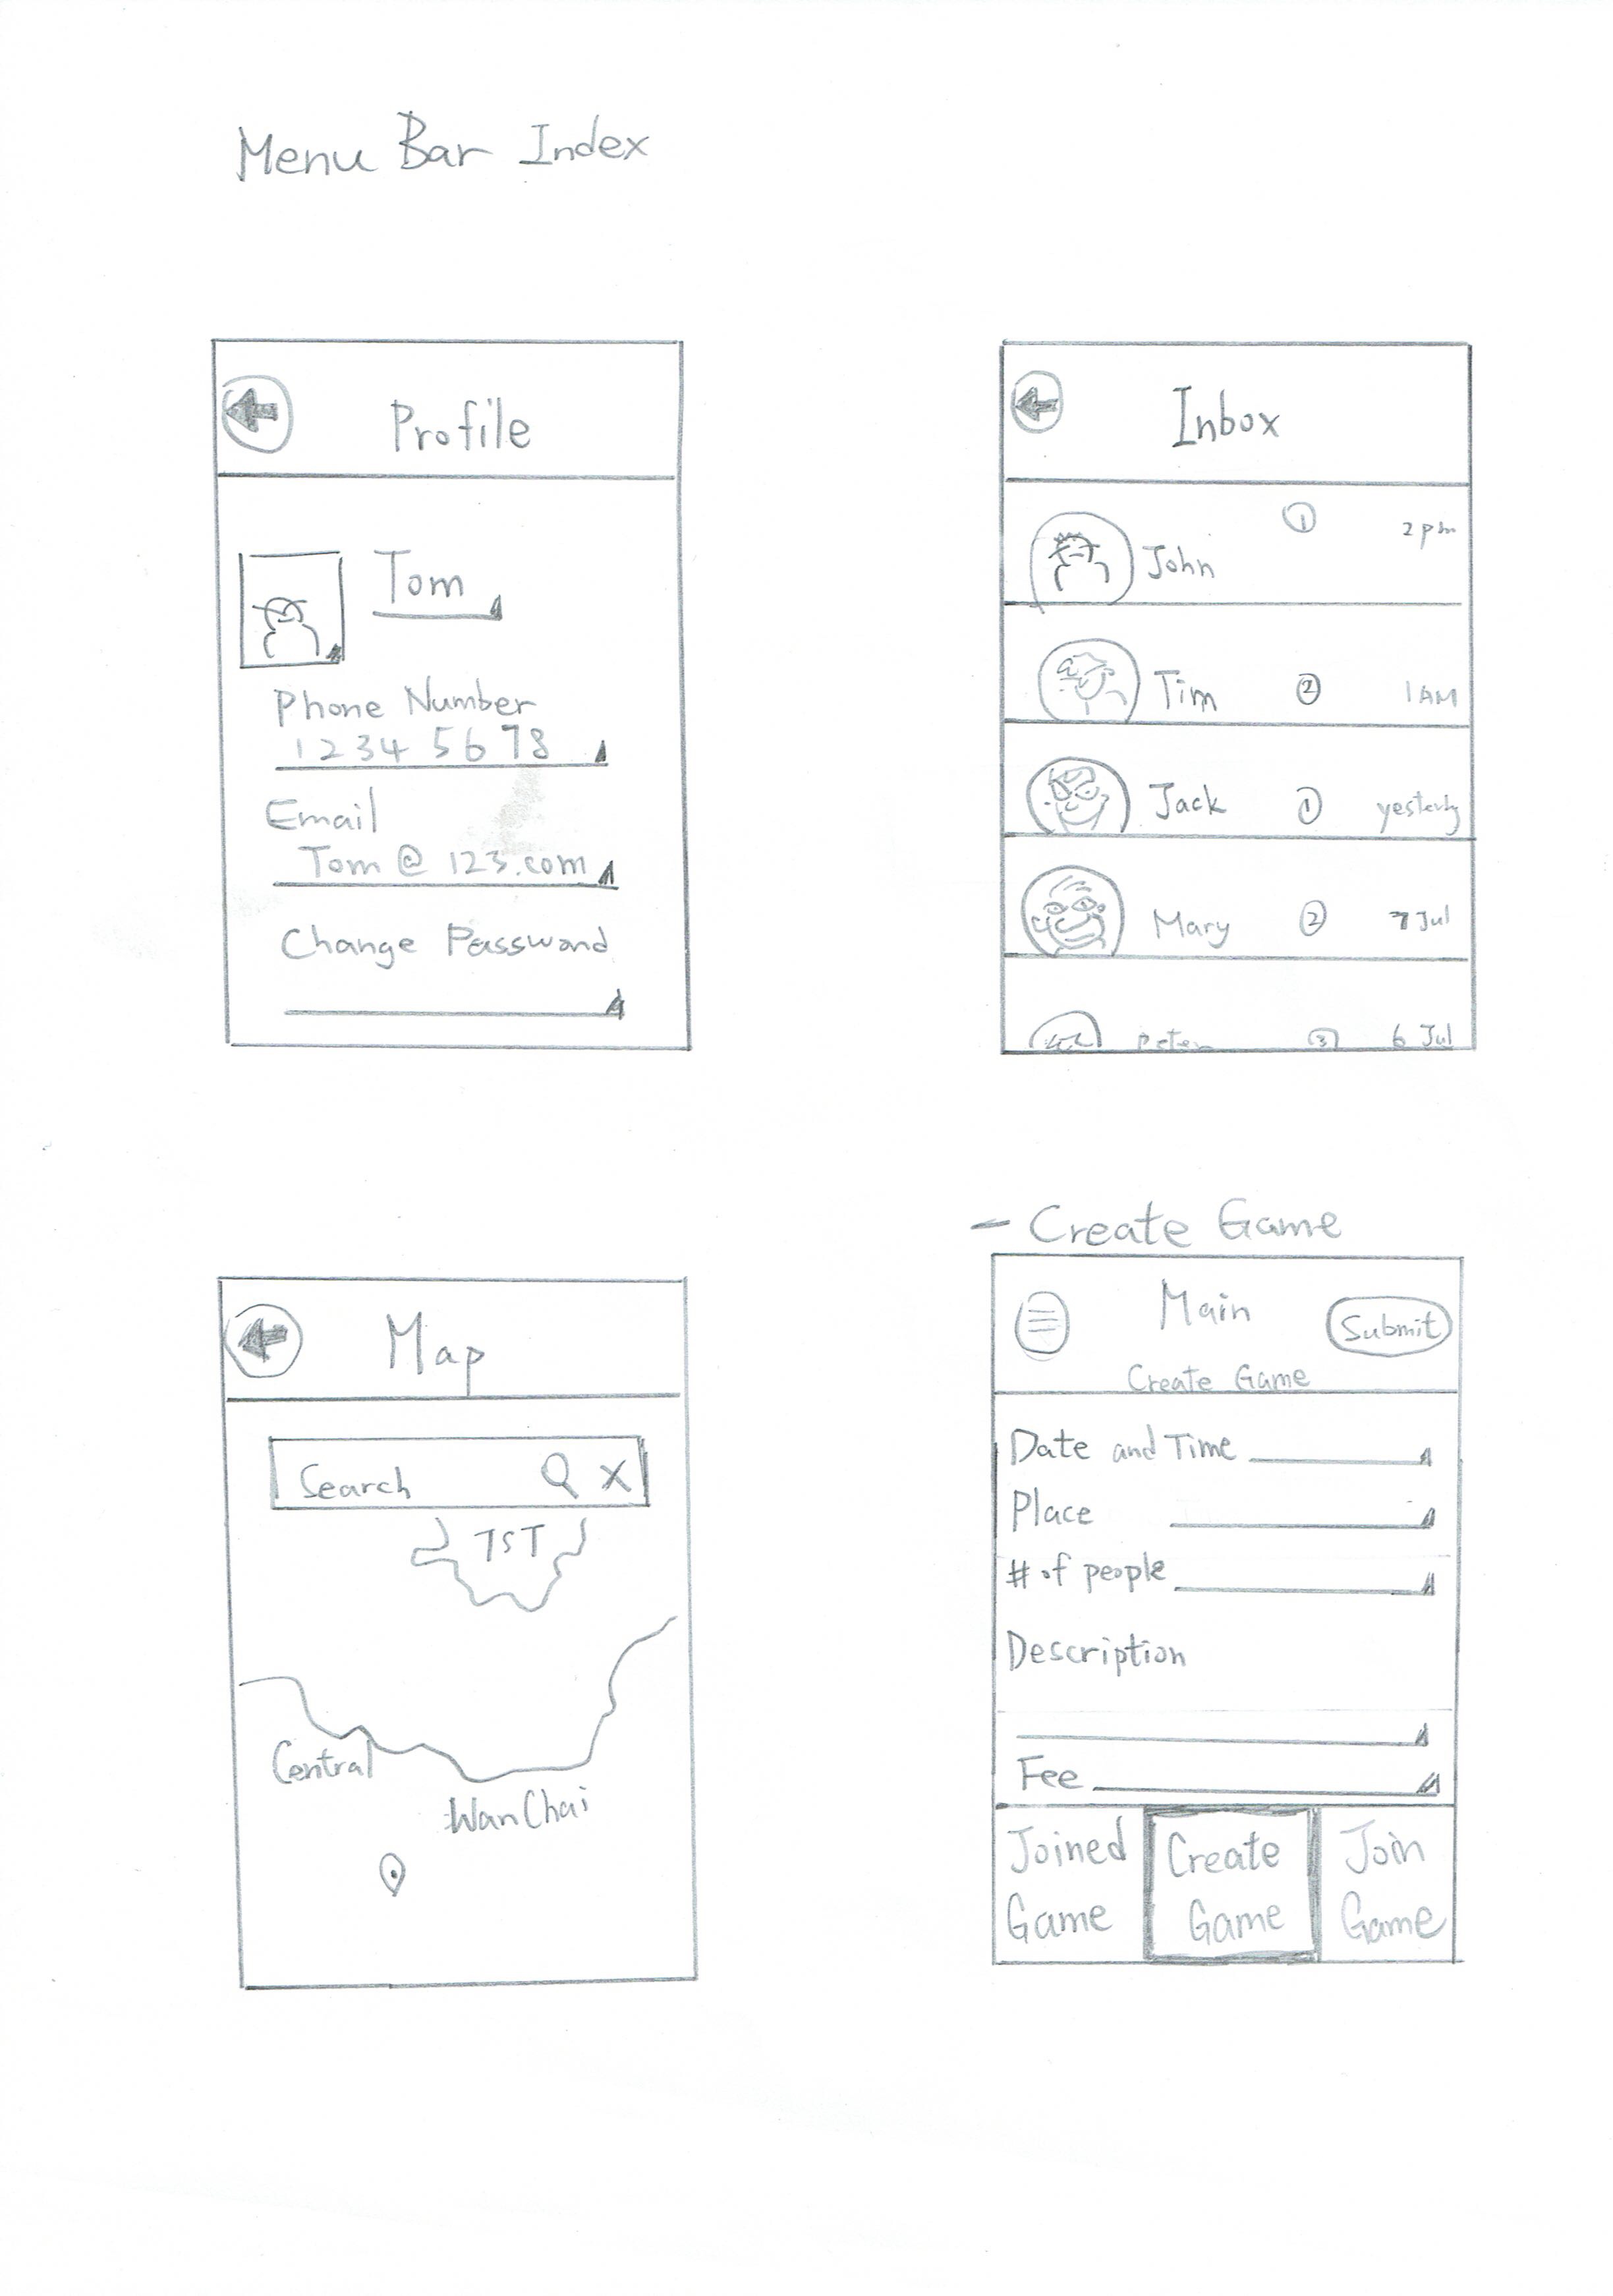 Menu Bar Index
Profile
Tom
Phone Number
1234 5678
Email
Tom @ 123.com
Change Password
Inbox
John 1 2pm
Tim 2 1AM
Jack 1 yesterday
Mary 2 7 Jul
Peter 3 6 Jul
Map
Search
TST
Central
Wan Chai
- Create Game
Main
Submit
Create Game
Date and Time
Place
# of people
Description
Fee
Joined Game
Create Game
Join Game